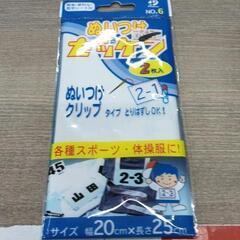 NO.6
ぬいつけ
ゼッケン
2枚入
ぬいつけ
クリップ タイプ とりはずしOK!
2-1
各種スポーツ・体操服に!
45
山田
2-3
2-3
サイズ 幅20cm×長さ25cm